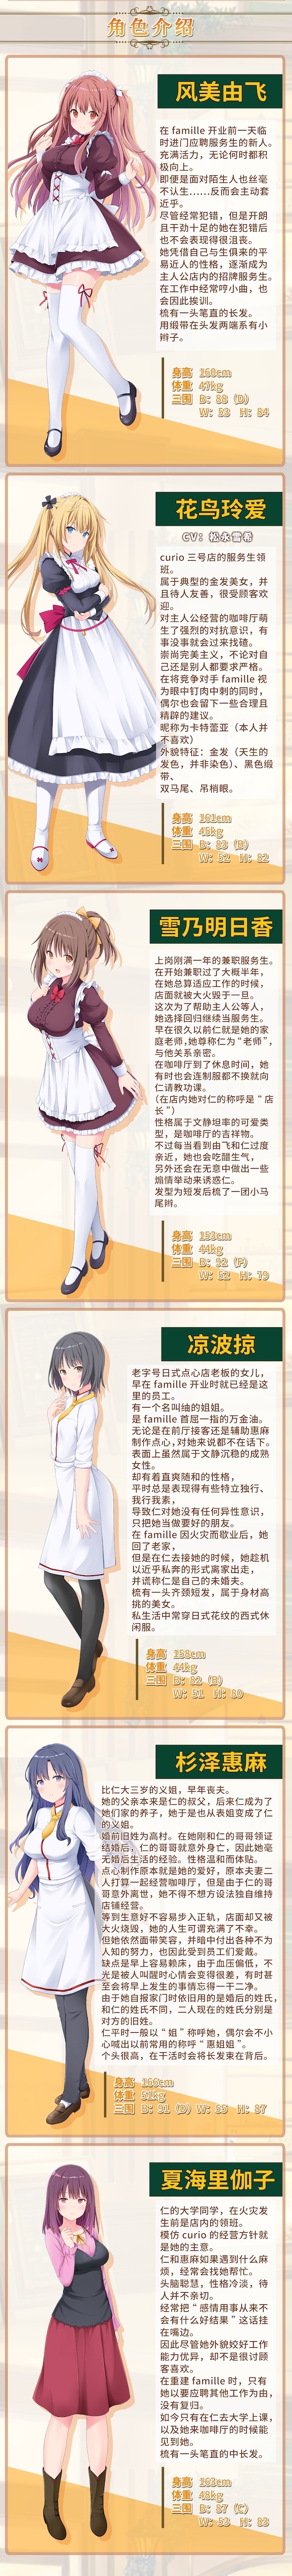 角色介绍
风美由飞
在 famille 开业前一天临
时进门应聘服务生的新人。
充满活力，无论何时都积
极向上。
即便是面对陌生人也丝毫
不认生……反而会主动套
近乎。
尽管经常犯错，但是开朗
且干劲十足的她在犯错后
也不会表现得很沮丧。
她凭借自己与生俱来的平
易近人的性格，逐渐成为
主人公店内的招牌服务生。
在工作中经常哼小曲，也
会因此挨训。
梳有一头笔直的长发。
用缎带在头发两端系有小
辫子。
身高 160cm
体重 47kg
三围 B：88（D）
W：53 H：84
花鸟玲爱
CV：松永雪希
curio 三号店的服务生领
班。
属于典型的金发美女，并
且待人友善，很受顾客欢
迎。
对主人公经营的咖啡厅萌
生了强烈的对抗意识，有
事没事就会过来找碴。
崇尚完美主义，不论对自
己还是别人都要求严格。
在将竞争对手 famille 视
为眼中钉肉中刺的同时，
偶尔也会留下一些合理且
精辟的建议。
昵称为卡特蕾亚（本人并
不喜欢）
外貌特征：金发（天生的
发色，并非染色）、黑色缎
带、
双马尾、吊梢眼。
身高 161cm
体重
三围 B：83（B）
W：52 H：82
雪乃明日香
上岗刚满一年的兼职服务生。
在开始兼职过了大概半年，
在她总算适应工作的时候，
店面就被大火毁于一旦。
这次为了帮助主人公等人，
她选择回归继续当服务生。
早在很久以前仁就是她的家
庭老师，她尊称仁为“老师”，
与他关系亲密。
在咖啡厅到了休息时间，她
有时也会连制服都不换就向
仁请教功课。
（在店内她对仁的称呼是“店
长”）
性格属于文静坦率的可爱类
型，是咖啡厅的吉祥物。
不过每当看到由飞和仁过度
亲近，她也会吃醋生气，
另外还会在无意中做出一些
煽情举动来诱惑仁。
发型为短发后梳了一团小马
尾辫。
身高 153cm
体重 44kg
三围 B：92（F）
W：52 H：79
凉波掠
老字号日式点心店老板的女儿，
早在 famille 开业时就已经是这
里的员工。
有一个名叫䌷的姐姐。
是 famille 首屈一指的万金油。
无论是在前厅接客还是辅助惠麻
制作点心，对她来说都不在话下。
表面上虽然属于文静沉稳的成熟
女性。
却有着直爽随和的性格，
平时总是表现得有些特立独行、
我行我素，
导致仁对她没有任何异性意识，
只把她当做要好的朋友。
在 famille 因火灾而歇业后，她
回了老家，
但是在仁去接她的时候，她趁机
以近乎私奔的形式离家出走，
并谎称仁是自己的未婚夫。
梳有一头齐颈短发，属于身材高
挑的美女。
私生活中常穿日式花纹的西式休
闲服。
身高 158cm
体重 44kg
三围 B：82（B）
W：51 H：80
杉泽惠麻
比仁大三岁的义姐，早年丧夫。
她的父亲本来是仁的叔父，后来仁成为了
她们家的养子，她于是也从表姐变成了仁
的义姐。
婚前旧姓为高村。在她刚和仁的哥哥领证
结婚后，仁的哥哥就意外身亡，因此她毫
无婚后生活的经验。性格温和而体贴。
点心制作原本就是她的爱好，原本夫妻二
人打算一起经营咖啡厅，但是由于仁的哥
哥意外离世，她不得不想方设法独自维持
店铺经营。
等到生意好不容易步入正轨，店面却又被
大火烧毁，她的人生可谓充满了不幸。
但她依然面带笑容，并暗中付出各种不为
人知的努力，也因此受到员工们爱戴。
缺点是早上容易赖床，由于血压偏低，不
光是被人叫醒时心情会变得很差，有时甚
至会将早上发生的事情忘得一干二净。
由于她自报家门时依旧用的是婚后的姓氏，
和仁的姓氏不同，二人现在的姓氏分别是
对方的旧姓。
仁平时一般以“姐”称呼她，偶尔会不小
心喊出以前常用的称呼“惠姐姐”。
个头很高，在干活时会将长发束在背后。
身高
体重 51kg
三围 B：91（D） W：55 H：87
夏海里伽子
仁的大学同学，在火灾发
生前是店内的领班。
模仿 curio 的经营方针就
是她的主意。
仁和惠麻如果遇到什么麻
烦，经常会找她帮忙。
头脑聪慧，性格冷淡，待
人并不亲切。
经常把“感情用事从来不
会有什么好结果”这话挂
在嘴边。
因此尽管她外貌姣好工作
能力优异，却不是很讨顾
客喜欢。
在重建 famille 时，只有
她以要应聘其他工作为由，
没有复归。
如今只有在仁去大学上课，
以及她来咖啡厅的时候能
见到她。
梳有一头笔直的中长发。
身高 162cm
体重 48kg
三围 B：87（C）
W：53 H：83